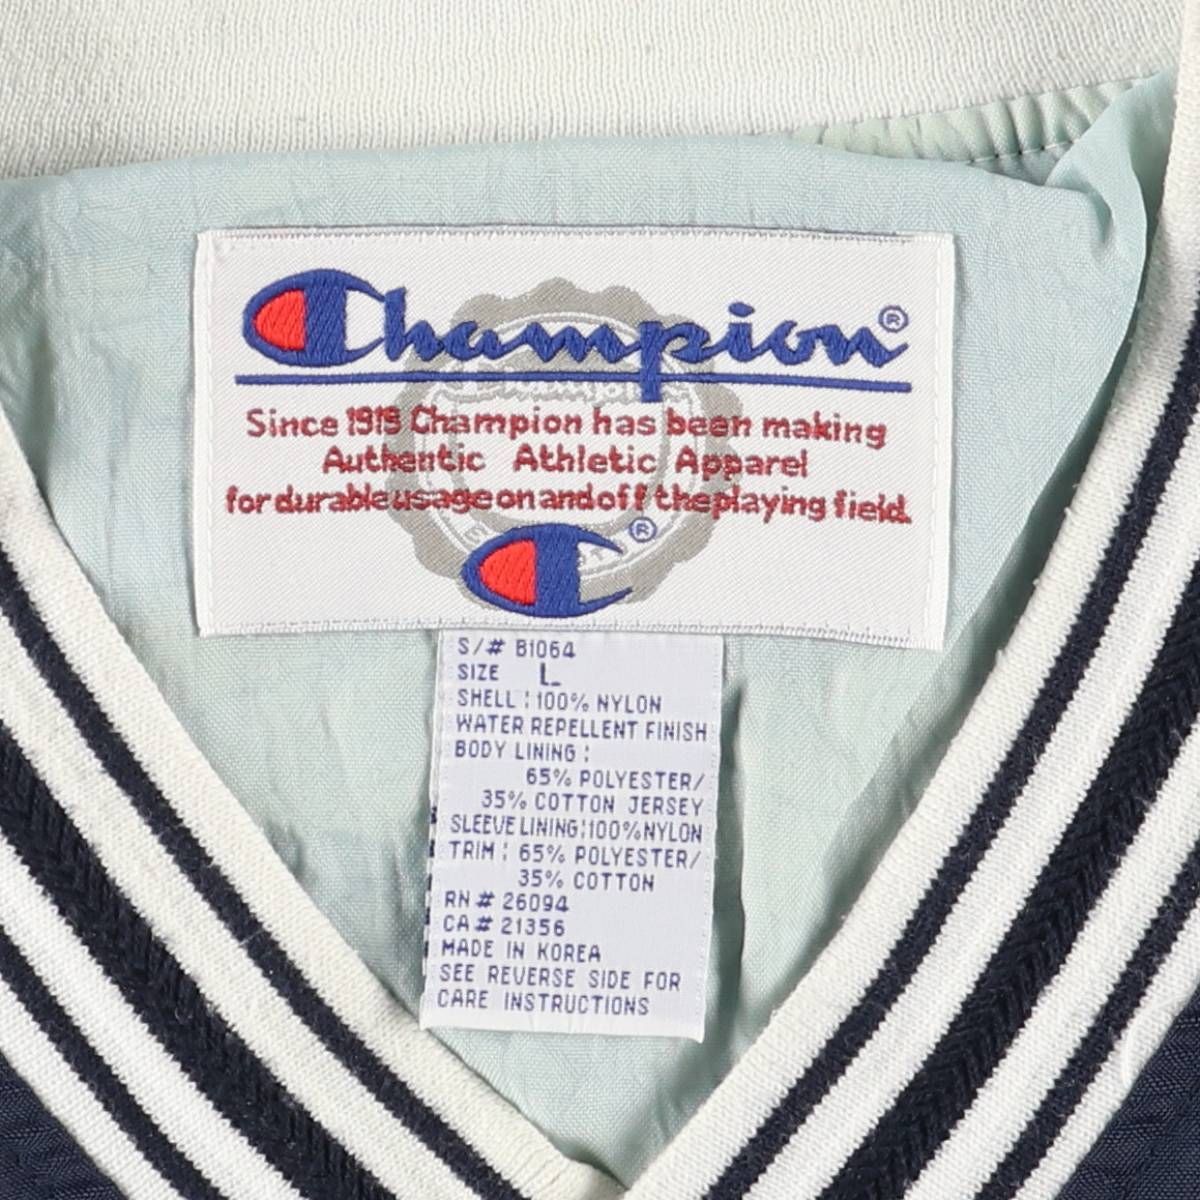 Champion®
Since 1919 Champion has been making
Authentic Athletic Apparel
for durable usage on and off the playing field.
®
S/# B1064
SIZE L
SHELL : 100% NYLON
WATER REPELLENT FINISH
BODY LINING :
65% POLYESTER/
35% COTTON JERSEY
SLEEVE LINING : 100% NYLON
TRIM : 65% POLYESTER/
35% COTTON
RN # 26094
CA # 21356
MADE IN KOREA
SEE REVERSE SIDE FOR
CARE INSTRUCTIONS